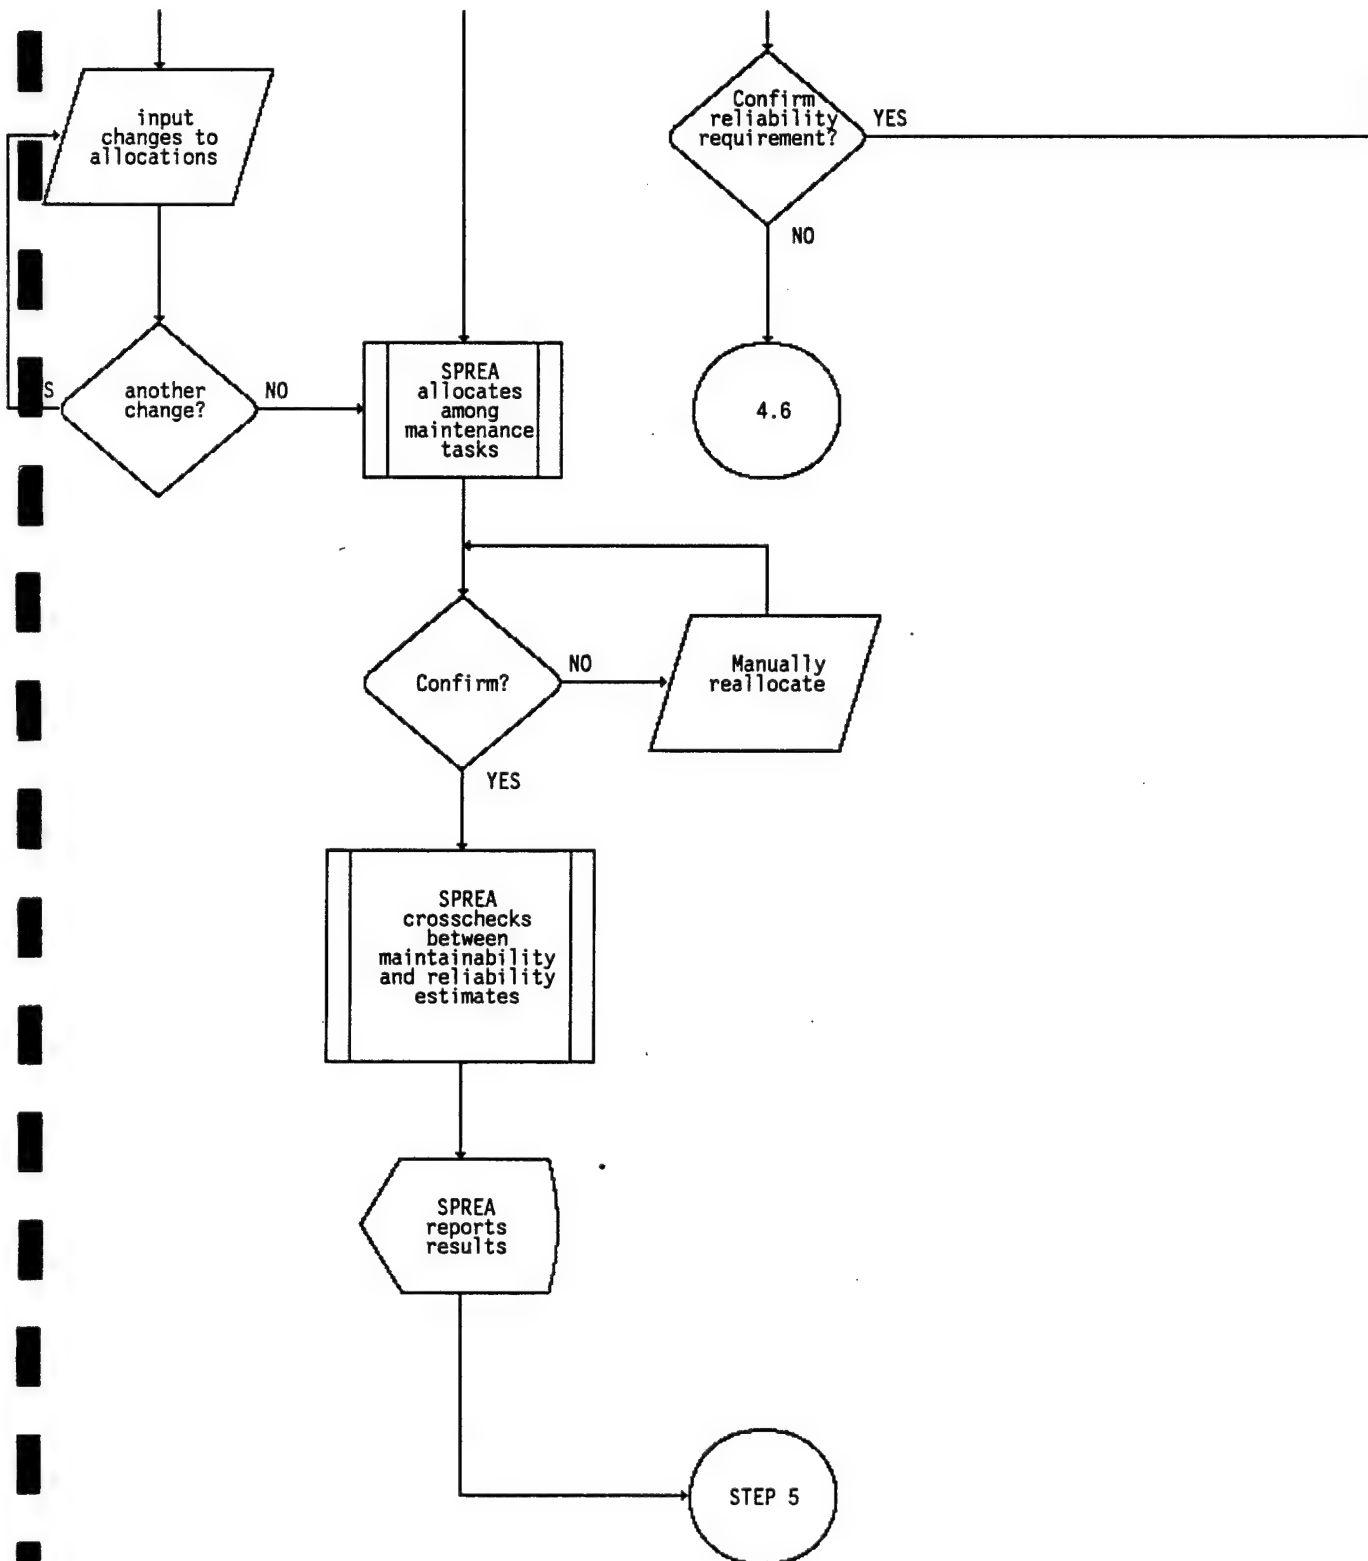 input
changes to
allocations
Confirm
reliability
requirement?
YES
NO
another
change?
NO
SPREA
allocates
among
maintenance
tasks
4.6
Confirm?
NO
Manually
reallocate
YES
SPREA
crosschecks
between
maintainability
and reliability
estimates
SPREA
reports
results
STEP 5